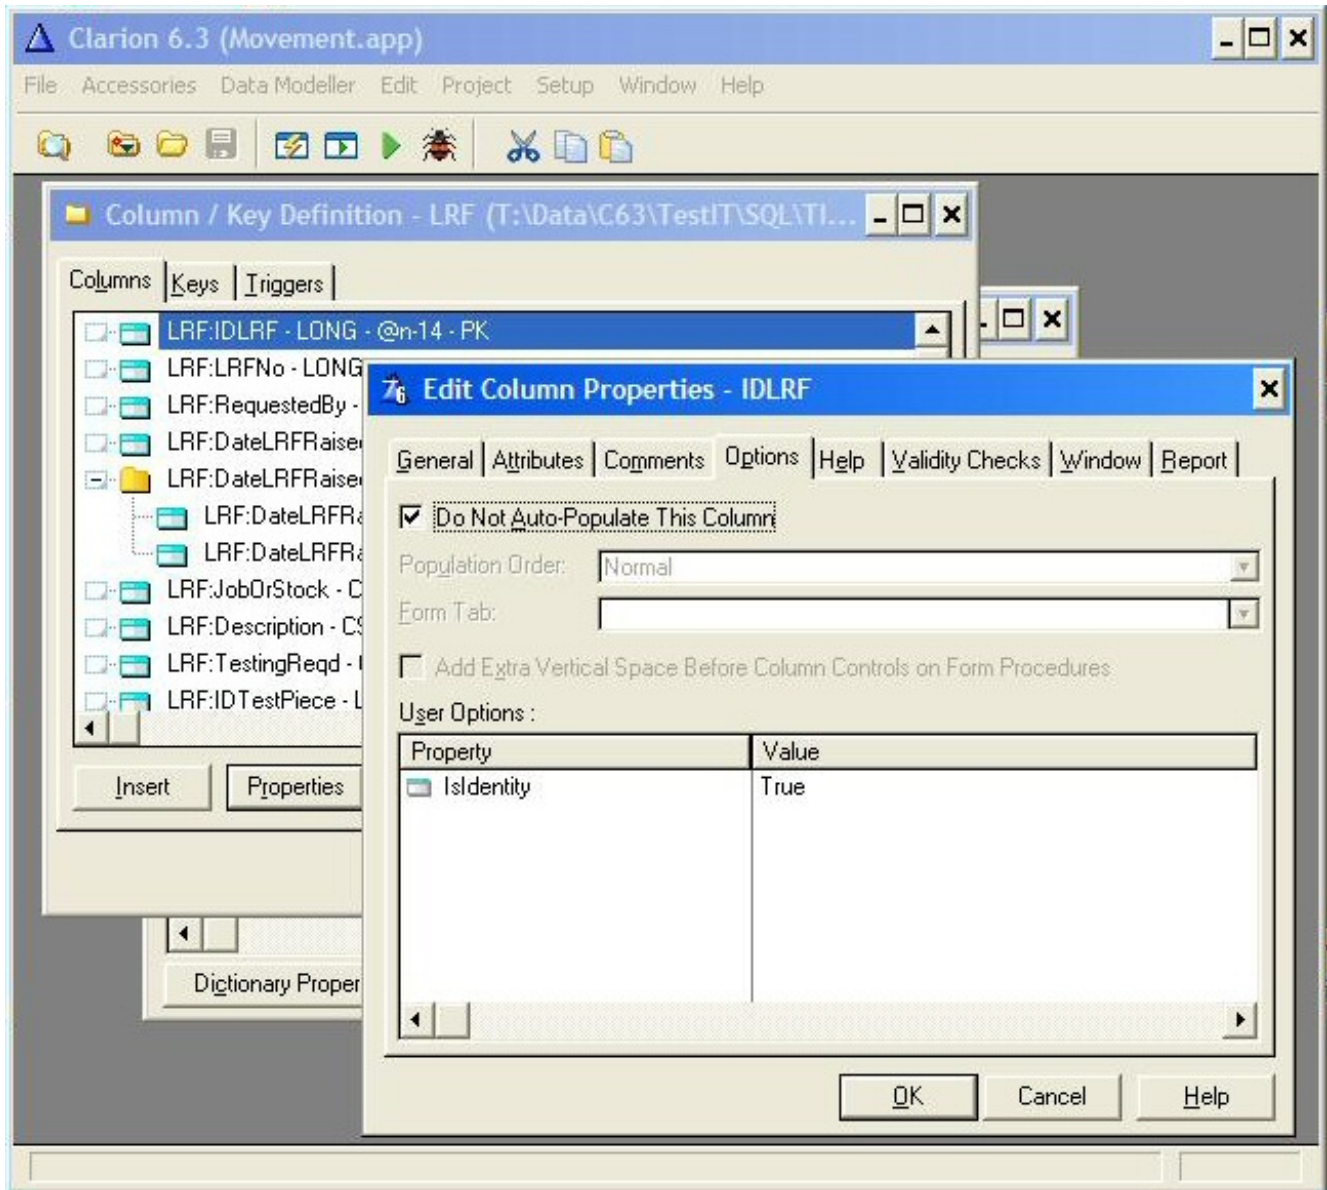 Clarion 6.3 (Movement.app)
File Accessories Data Modeller Edit Project Setup Window Help
Column / Key Definition - LRF (T:\Data\C63\TestIT\SQL\TI...
Columns Keys Triggers
LRF:IDLRF - LONG - @n-14 - PK
LRF:LRFNo - LONG
LRF:RequestedBy -
LRF:DateLRFRaised
LRF:DateLRFRaised
LRF:DateLRFRa
LRF:DateLRFRa
LRF:JobOrStock - C
LRF:Description - CS
LRF:TestingReqd -
LRF:IDTestPiece - L
Insert Properties
Dictionary Proper
Edit Column Properties - IDLRF
General Attributes Comments Options Help Validity Checks Window Report
Do Not Auto-Populate This Column
Population Order: Normal
Form Tab:
Add Extra Vertical Space Before Column Controls on Form Procedures
User Options :
Property Value
IsIdentity True
OK Cancel Help